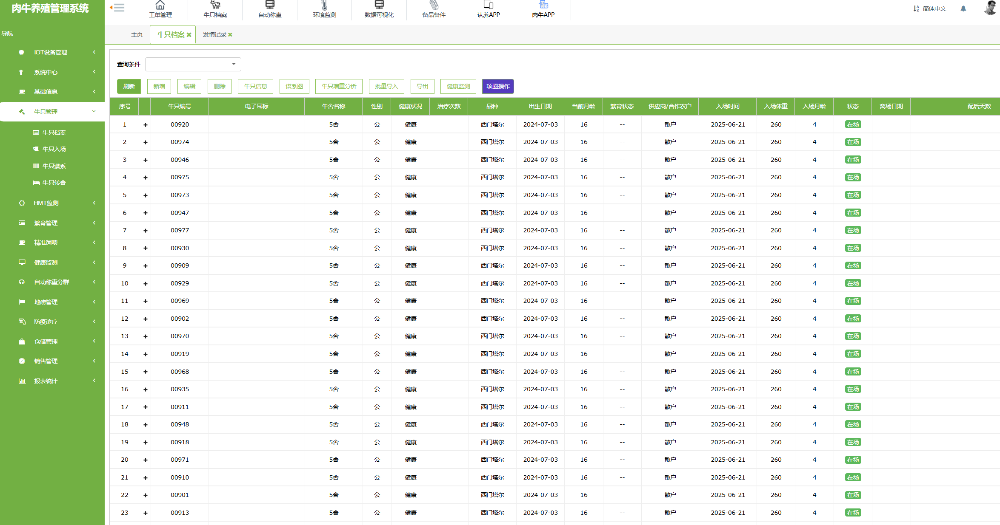 肉牛养殖管理系统
工单管理 牛只档案 自动称重 环境监测 数据可视化 备品备件 认养APP 肉牛APP
简体中文
导航
主页 牛只档案 发情记录
IOT设备管理
系统中心
基础信息
牛只管理
牛只档案
牛只入场
牛只谱系
牛只转舍
HMT监测
繁育管理
精准饲喂
健康监测
自动称重分群
地磅管理
防疫诊疗
仓储管理
销售管理
报表统计
查询条件
刷新 新增 编辑 删除 牛只信息 谱系图 牛只增重分析 批量导入 导出 健康监测 项圈操作
序号 牛只编号 电子耳标 牛舍名称 性别 健康状况 治疗次数 品种 出生日期 当前月龄 繁育状态 供应商/合作农户 入场时间 入场体重 入场月龄 状态 离场日期 配后天数
1 + 00920 5舍 公 健康 西门塔尔 2024-07-03 16 -- 散户 2025-06-21 260 4 在场
2 + 00974 5舍 公 健康 西门塔尔 2024-07-03 16 -- 散户 2025-06-21 260 4 在场
3 + 00946 5舍 公 健康 西门塔尔 2024-07-03 16 -- 散户 2025-06-21 260 4 在场
4 + 00975 5舍 公 健康 西门塔尔 2024-07-03 16 -- 散户 2025-06-21 260 4 在场
5 + 00973 5舍 公 健康 西门塔尔 2024-07-03 16 -- 散户 2025-06-21 260 4 在场
6 + 00947 5舍 公 健康 西门塔尔 2024-07-03 16 -- 散户 2025-06-21 260 4 在场
7 + 00977 5舍 公 健康 西门塔尔 2024-07-03 16 -- 散户 2025-06-21 260 4 在场
8 + 00930 5舍 公 健康 西门塔尔 2024-07-03 16 -- 散户 2025-06-21 260 4 在场
9 + 00909 5舍 公 健康 西门塔尔 2024-07-03 16 -- 散户 2025-06-21 260 4 在场
10 + 00929 5舍 公 健康 西门塔尔 2024-07-03 16 -- 散户 2025-06-21 260 4 在场
11 + 00969 5舍 公 健康 西门塔尔 2024-07-03 16 -- 散户 2025-06-21 260 4 在场
12 + 00902 5舍 公 健康 西门塔尔 2024-07-03 16 -- 散户 2025-06-21 260 4 在场
13 + 00970 5舍 公 健康 西门塔尔 2024-07-03 16 -- 散户 2025-06-21 260 4 在场
14 + 00919 5舍 公 健康 西门塔尔 2024-07-03 16 -- 散户 2025-06-21 260 4 在场
15 + 00968 5舍 公 健康 西门塔尔 2024-07-03 16 -- 散户 2025-06-21 260 4 在场
16 + 00935 5舍 公 健康 西门塔尔 2024-07-03 16 -- 散户 2025-06-21 260 4 在场
17 + 00911 5舍 公 健康 西门塔尔 2024-07-03 16 -- 散户 2025-06-21 260 4 在场
18 + 00948 5舍 公 健康 西门塔尔 2024-07-03 16 -- 散户 2025-06-21 260 4 在场
19 + 00918 5舍 公 健康 西门塔尔 2024-07-03 16 -- 散户 2025-06-21 260 4 在场
20 + 00971 5舍 公 健康 西门塔尔 2024-07-03 16 -- 散户 2025-06-21 260 4 在场
21 + 00910 5舍 公 健康 西门塔尔 2024-07-03 16 -- 散户 2025-06-21 260 4 在场
22 + 00901 5舍 公 健康 西门塔尔 2024-07-03 16 -- 散户 2025-06-21 260 4 在场
23 + 00913 5舍 公 健康 西门塔尔 2024-07-03 16 -- 散户 2025-06-21 260 4 在场